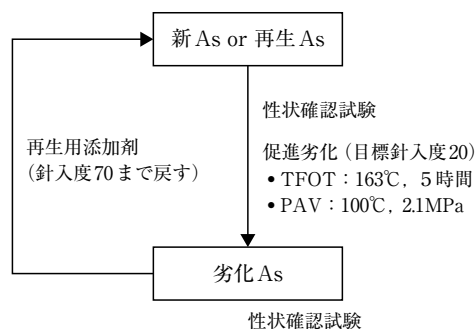 新As or 再生As
性状確認試験
再生用添加剤
(針入度70まで戻す)
促進劣化(目標針入度20)
• TFOT：163℃，5時間
• PAV：100℃，2.1MPa
劣化As
性状確認試験